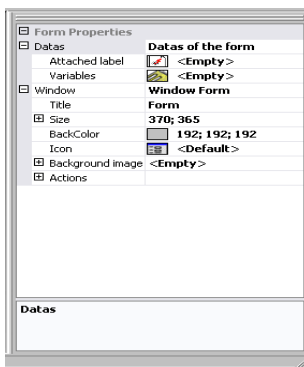 Form Properties
Datas Datas of the form
Attached label <Empty>
Variables <Empty>
Window Window Form
Title Form
Size 370; 365
BackColor 192; 192; 192
Icon <Default>
Background image <Empty>
Actions
Datas